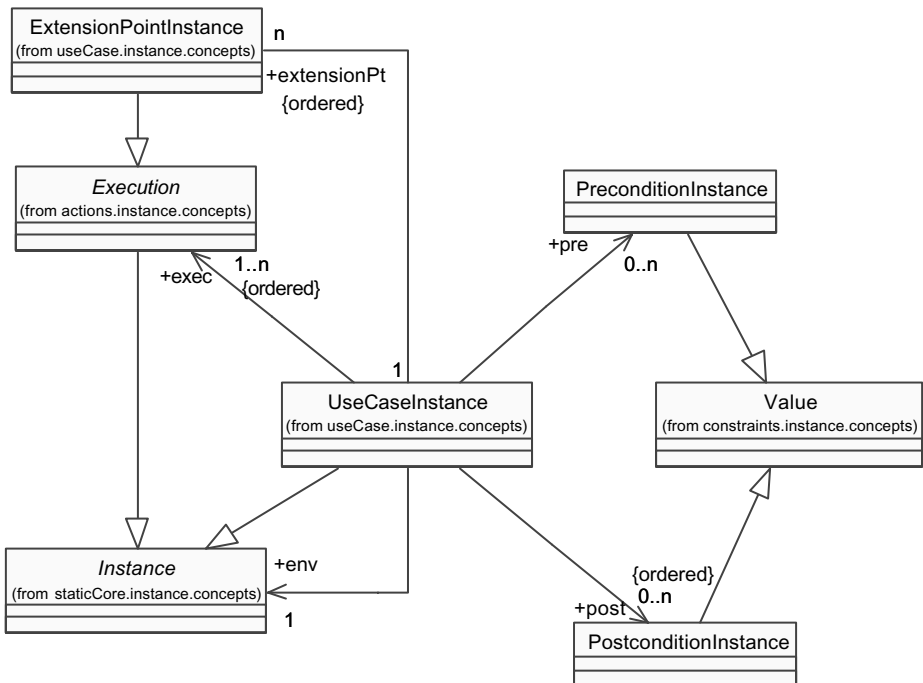 ExtensionPointInstance
(from useCase.instance.concepts)
n
+extensionPt
{ordered}
Execution
(from actions.instance.concepts)
PreconditionInstance
+exec
1..n
{ordered}
+pre
0..n
1
UseCaseInstance
(from useCase.instance.concepts)
Value
(from constraints.instance.concepts)
Instance
(from staticCore.instance.concepts)
+env
1
{ordered}
0..n
+post
PostconditionInstance